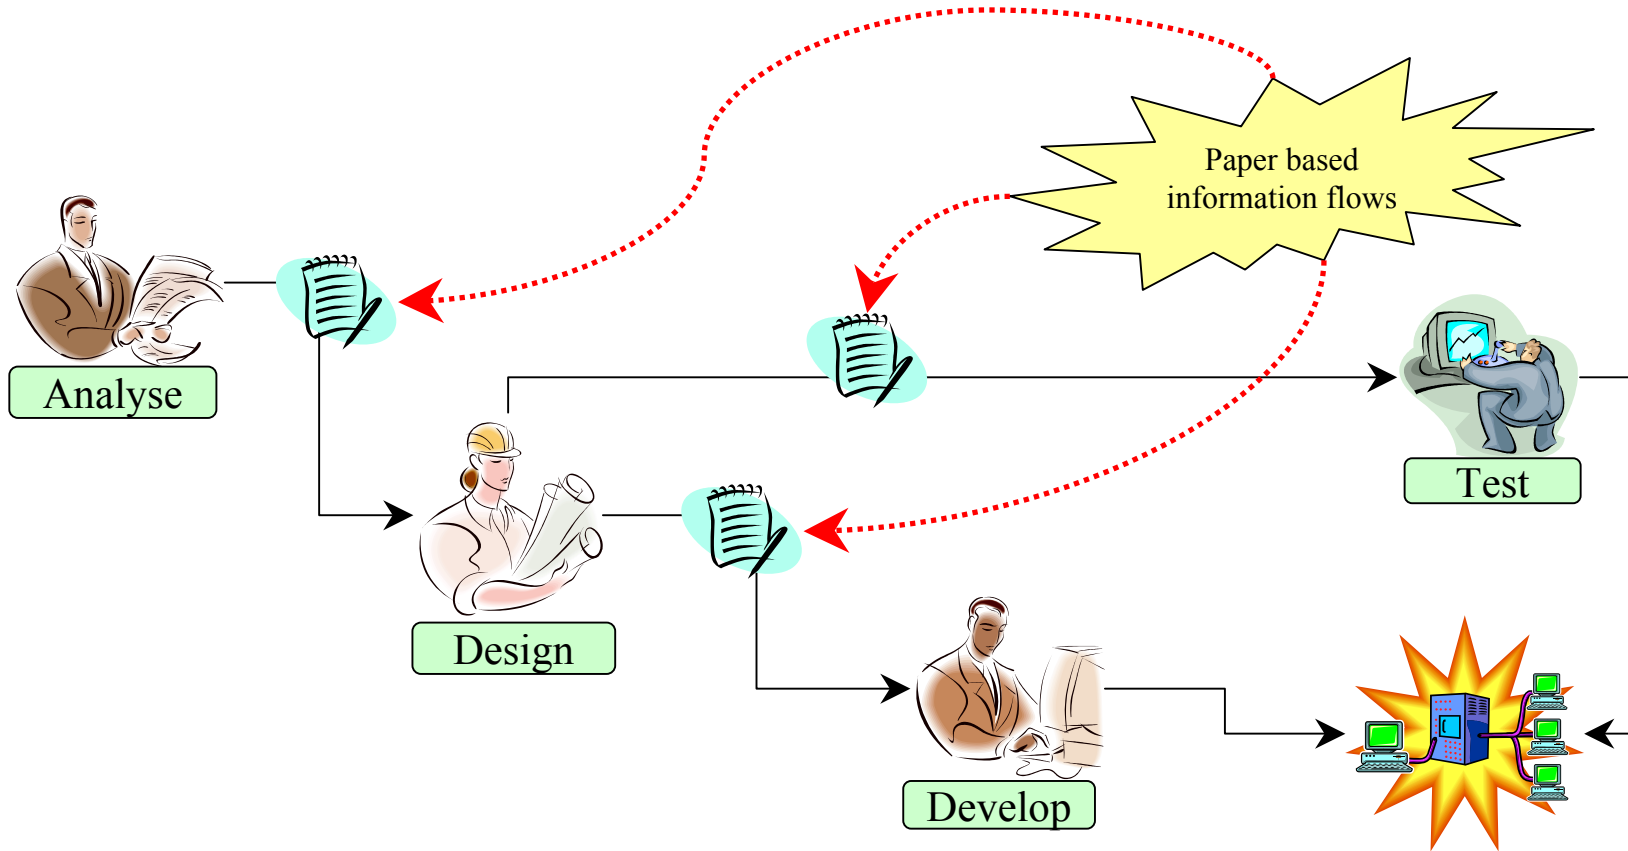 Paper based
information flows
Analyse
Test
Design
Develop